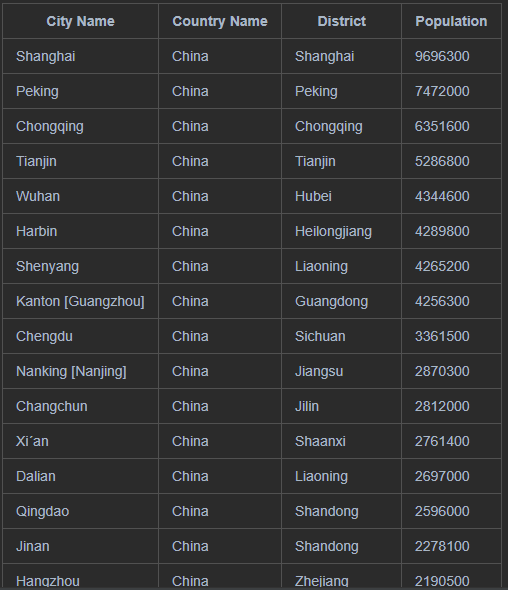 City Name Country Name District Population
Shanghai China Shanghai 9696300
Peking China Peking 7472000
Chongqing China Chongqing 6351600
Tianjin China Tianjin 5286800
Wuhan China Hubei 4344600
Harbin China Heilongjiang 4289800
Shenyang China Liaoning 4265200
Kanton [Guangzhou] China Guangdong 4256300
Chengdu China Sichuan 3361500
Nanking [Nanjing] China Jiangsu 2870300
Changchun China Jilin 2812000
Xi´an China Shaanxi 2761400
Dalian China Liaoning 2697000
Qingdao China Shandong 2596000
Jinan China Shandong 2278100
Hangzhou China Zhejiang 2190500